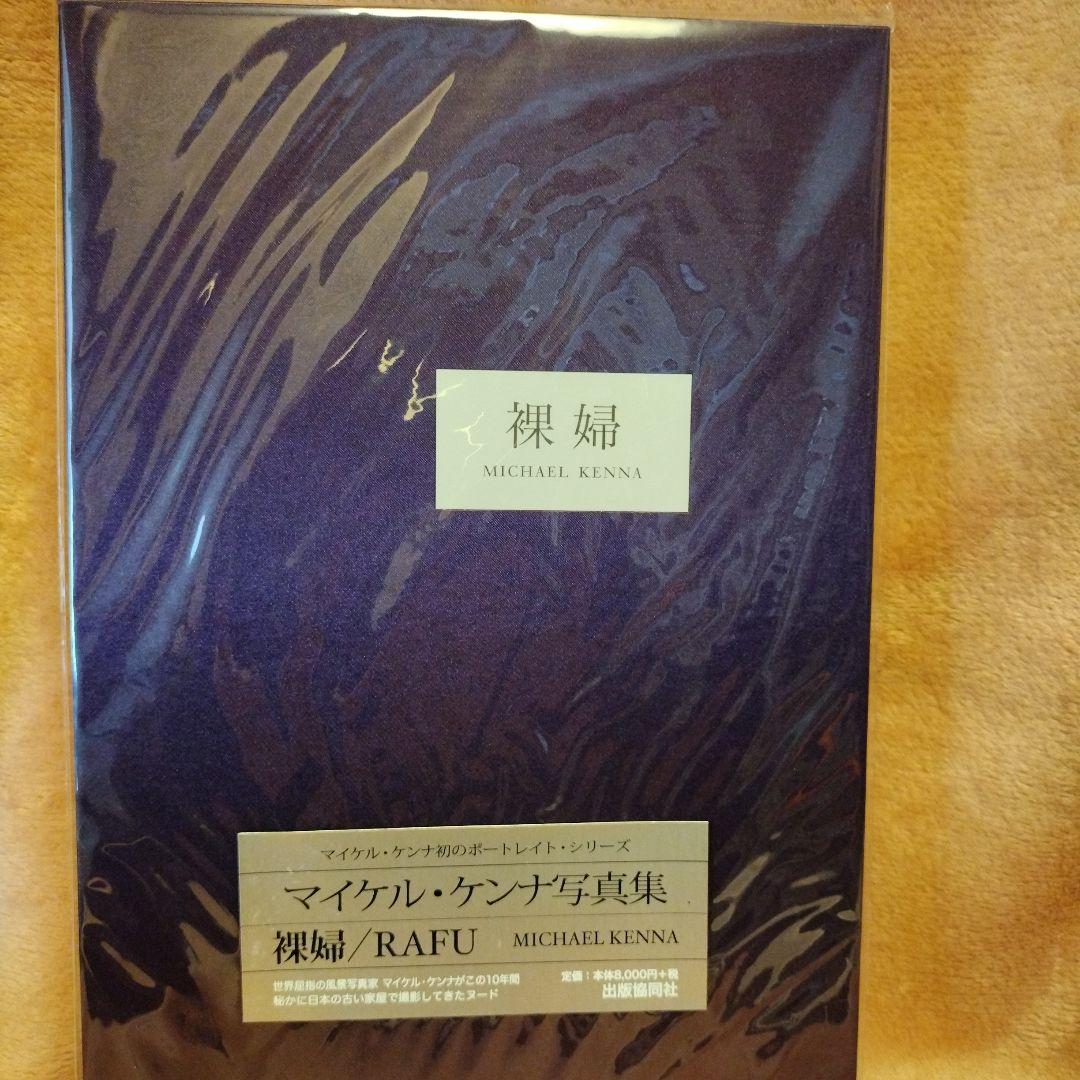 裸婦
MICHAEL KENNA
マイケル・ケンナ初のポートレイト・シリーズ
マイケル・ケンナ写真集
裸婦/RAFU MICHAEL KENNA
世界屈指の風景写真家 マイケル・ケンナがこの10年間
秘かに日本の古い家屋で撮影してきたヌード
定価:本体8,000円+税
出版協同社